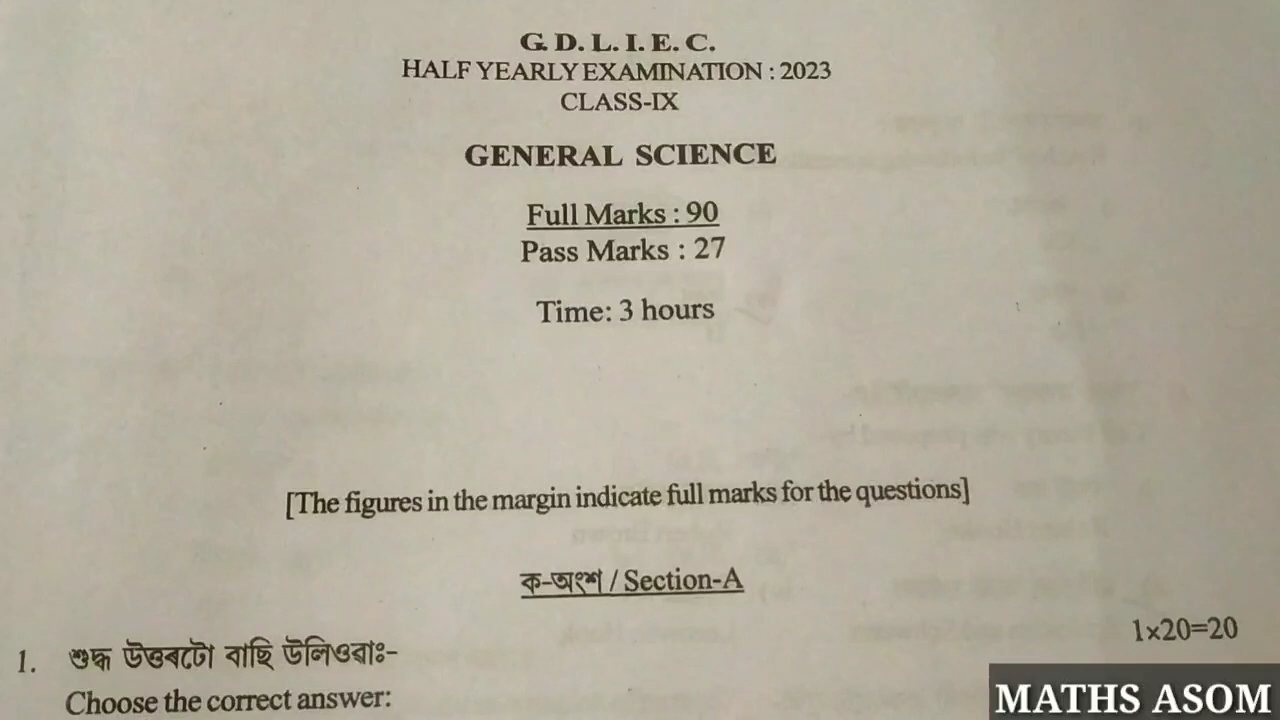 G. D. L. I. E. C.
HALF YEARLY EXAMINATION : 2023
CLASS-IX
GENERAL SCIENCE
Full Marks : 90
Pass Marks : 27
Time: 3 hours
[The figures in the margin indicate full marks for the questions]
ক-অংশ / Section-A
1×20=20
1. শুদ্ধ উত্তৰটো বাছি উলিওৱাঃ-
Choose the correct answer:
MATHS ASOM